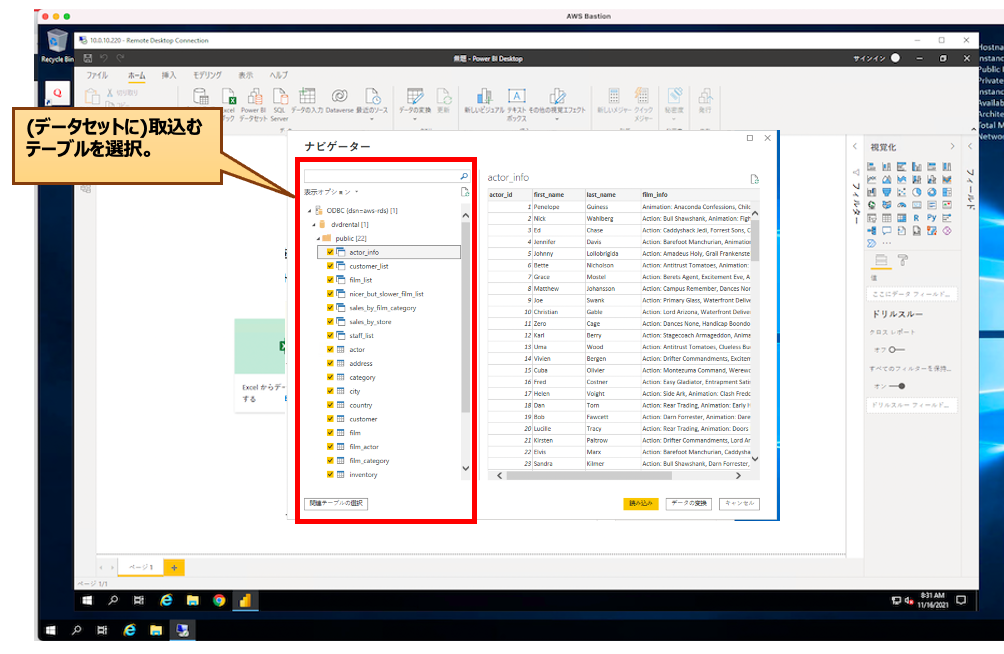 AWS Bastion
10.0.10.220 - Remote Desktop Connection
Recycle Bin
無題 - Power BI Desktop
サインイン
ファイル ホーム 挿入 モデリング 表示 ヘルプ
切り取り
Power BI データセット
SQL Server
データの入力
Dataverse
最近のソース
データの変換
更新
新しいビジュアル
テキスト ボックス
その他の視覚エフェクト
新しいメジャー
クイック メジャー
秘密度
発行
(データセットに)取込む
テーブルを選択。
ナビゲーター
表示オプション
ODBC (dsn=aws-rds) [1]
dvdrental [1]
public [22]
actor_info
customer_list
film_list
nicer_but_slower_film_list
sales_by_film_category
sales_by_store
staff_list
actor
address
category
city
country
customer
film
film_actor
film_category
inventory
関連テーブルの選択
actor_info
actor_id first_name last_name film_info
1 Penelope Guiness Animation: Anaconda Confessions, Chil
2 Nick Wahlberg Action: Bull Shawshank, Animation: Figh
3 Ed Chase Action: Caddyshack Jedi, Forrest Sons, C
4 Jennifer Davis Action: Barefoot Manchurian, Animatio
5 Johnny Lollobrigida Action: Amadeus Holy, Grail Frankenste
6 Bette Nicholson Action: Antitrust Tomatoes, Animation:
7 Grace Mostel Action: Berets Agent, Excitement Eve, A
8 Matthew Johansson Action: Campus Remember, Dances Nor
9 Joe Swank Action: Primary Glass, Waterfront Delive
10 Christian Gable Action: Lord Arizona, Waterfront Deliver
11 Zero Cage Action: Dances None, Handicap Boondo
12 Karl Berry Action: Stagecoach Armageddon, Anima
13 Uma Wood Action: Antitrust Tomatoes, Clueless Bu
14 Vivien Bergen Action: Drifter Commandments, Excitem
15 Cuba Olivier Action: Montezuma Command, Werew
16 Fred Costner Action: Easy Gladiator, Entrapment Sati
17 Helen Voight Action: Side Ark, Animation: Clash Fredd
18 Dan Torn Action: Rear Trading, Animation: Early H
19 Bob Fawcett Action: Darn Forrester, Animation: Dare
20 Lucille Tracy Action: Rear Trading, Animation: Doors
21 Kirsten Paltrow Action: Drifter Commandments, Lord Ar
22 Elvis Marx Action: Barefoot Manchurian, Caddysha
23 Sandra Kilmer Action: Bull Shawshank, Darn Forrester,
読み込み
データの変換
キャンセル
Excel からデー
する
フィルター
視覚化
フィールド
値
ここにデータ フィールド...
ドリルスルー
クロス レポート
オフ
すべてのフィルターを保持...
オン
ドリルスルー フィールド...
ページ 1
ページ 1/1
8:31 AM
11/16/2021